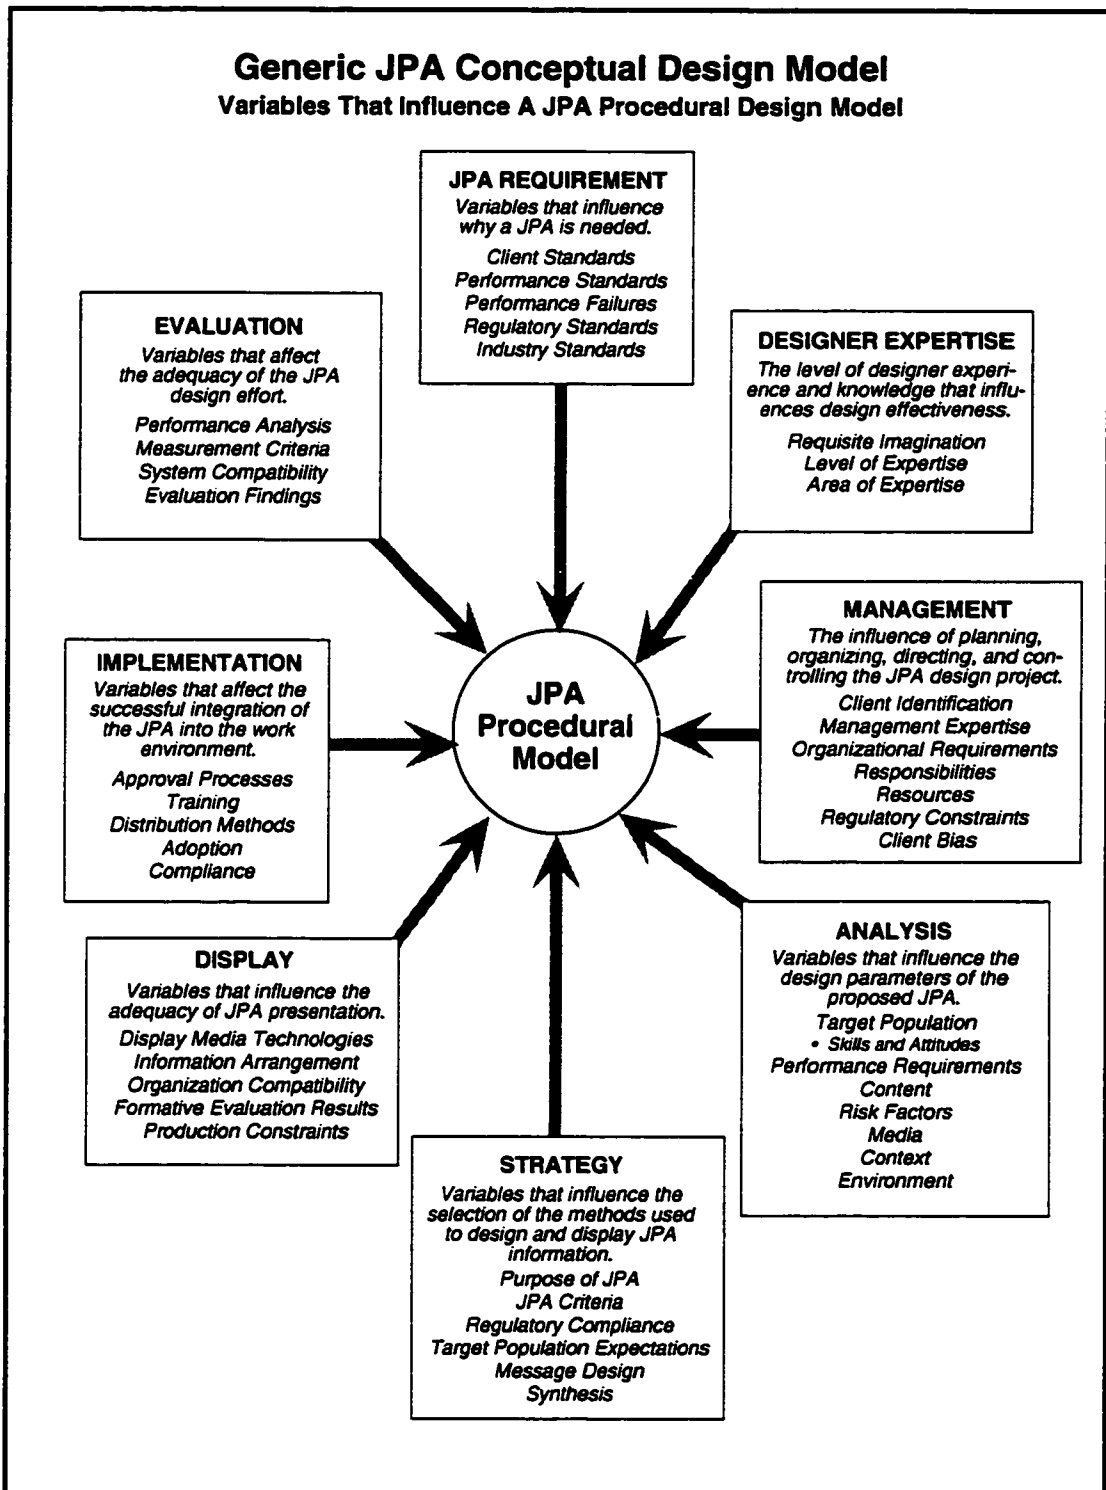 Generic JPA Conceptual Design Model
Variables That Influence A JPA Procedural Design Model
JPA REQUIREMENT
Variables that influence
why a JPA is needed.
Client Standards
Performance Standards
Performance Failures
Regulatory Standards
Industry Standards
EVALUATION
Variables that affect
the adequacy of the JPA
design effort.
Performance Analysis
Measurement Criteria
System Compatibility
Evaluation Findings
DESIGNER EXPERTISE
The level of designer experi-
ence and knowledge that influ-
ences design effectiveness.
Requisite Imagination
Level of Expertise
Area of Expertise
MANAGEMENT
The influence of planning,
organizing, directing, and con-
trolling the JPA design project.
Client Identification
Management Expertise
Organizational Requirements
Responsibilities
Resources
Regulatory Constraints
Client Bias
IMPLEMENTATION
Variables that affect the
successful integration of
the JPA into the work
environment.
Approval Processes
Training
Distribution Methods
Adoption
Compliance
JPA
Procedural
Model
ANALYSIS
Variables that influence the
design parameters of the
proposed JPA.
Target Population
• Skills and Attitudes
Performance Requirements
Content
Risk Factors
Media
Context
Environment
DISPLAY
Variables that influence the
adequacy of JPA presentation.
Display Media Technologies
Information Arrangement
Organization Compatibility
Formative Evaluation Results
Production Constraints
STRATEGY
Variables that influence the
selection of the methods used
to design and display JPA
information.
Purpose of JPA
JPA Criteria
Regulatory Compliance
Target Population Expectations
Message Design
Synthesis